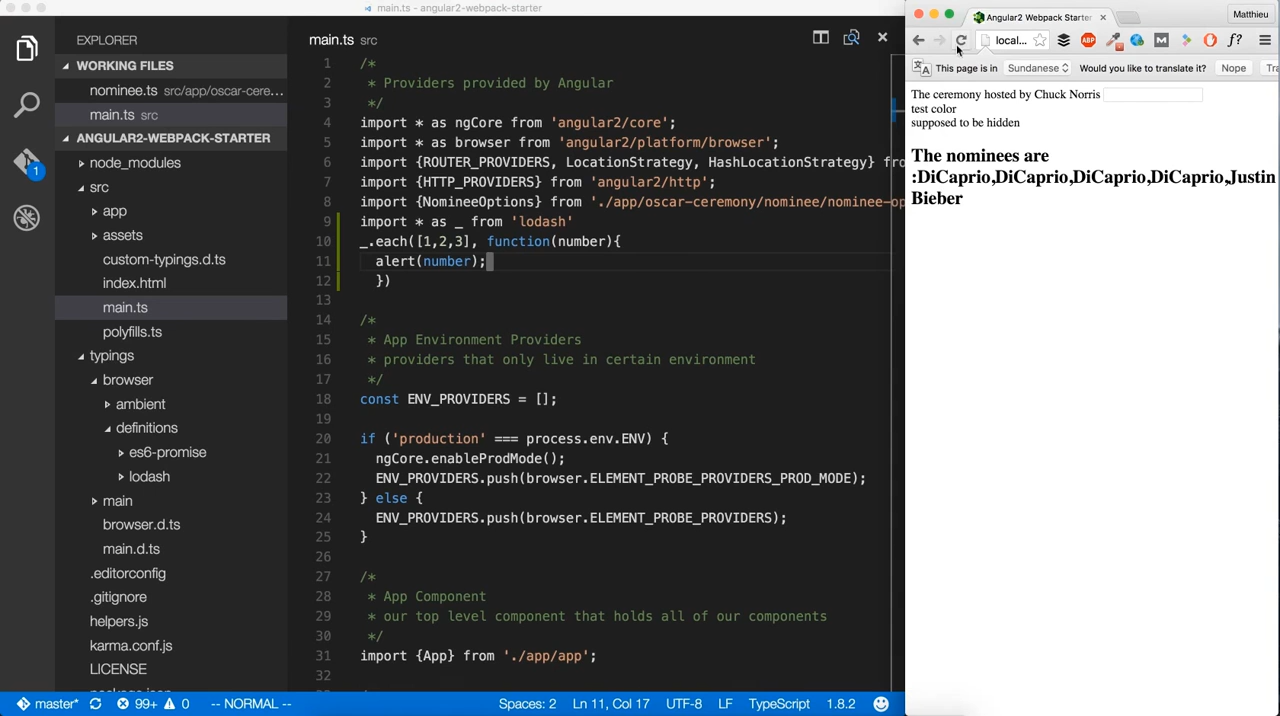 main.ts - angular2-webpack-starter
EXPLORER
WORKING FILES
nominee.ts src/app/oscar-cere...
main.ts src
ANGULAR2-WEBPACK-STARTER
node_modules
src
app
assets
custom-typings.d.ts
index.html
main.ts
polyfills.ts
typings
browser
ambient
definitions
es6-promise
lodash
main
browser.d.ts
main.d.ts
.editorconfig
.gitignore
helpers.js
karma.conf.js
LICENSE
package.json
1
main.ts src
1 /*
2 * Providers provided by Angular
3 */
4 import * as ngCore from 'angular2/core';
5 import * as browser from 'angular2/platform/browser';
6 import {ROUTER_PROVIDERS, LocationStrategy, HashLocationStrategy} fro
7 import {HTTP_PROVIDERS} from 'angular2/http';
8 import {NomineeOptions} from './app/oscar-ceremony/nominee/nominee-op
9 import * as _ from 'lodash'
10 _.each([1,2,3], function(number){
11 alert(number);
12 })
13
14 /*
15 * App Environment Providers
16 * providers that only live in certain environment
17 */
18 const ENV_PROVIDERS = [];
19
20 if ('production' === process.env.ENV) {
21 ngCore.enableProdMode();
22 ENV_PROVIDERS.push(browser.ELEMENT_PROBE_PROVIDERS_PROD_MODE);
23 } else {
24 ENV_PROVIDERS.push(browser.ELEMENT_PROBE_PROVIDERS);
25 }
26
27 /*
28 * App Component
29 * our top level component that holds all of our components
30 */
31 import {App} from './app/app';
32
master* 99+ 0 -- NORMAL -- Spaces: 2 Ln 11, Col 17 UTF-8 LF TypeScript 1.8.2
Angular2 Webpack Starter
Matthieu
local... ABP M f?
This page is in Sundanese Would you like to translate it? Nope Tra
The ceremony hosted by Chuck Norris
test color
supposed to be hidden
The nominees are
:DiCaprio,DiCaprio,DiCaprio,DiCaprio,Justin
Bieber